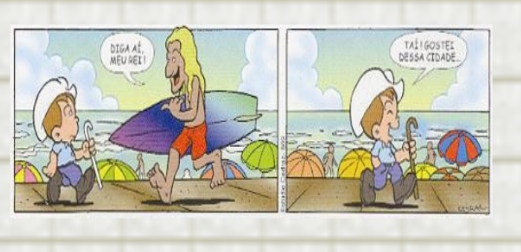 DIGA AÍ,
MEU REI!
TAÍ! GOSTEI
DESSA CIDADE...